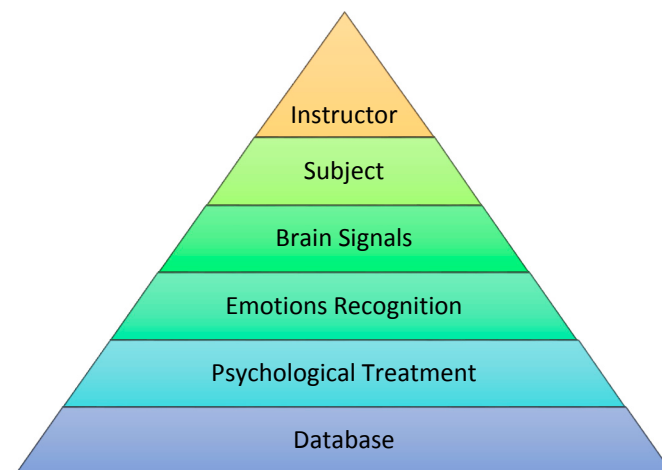 Instructor
Subject
Brain Signals
Emotions Recognition
Psychological Treatment
Database